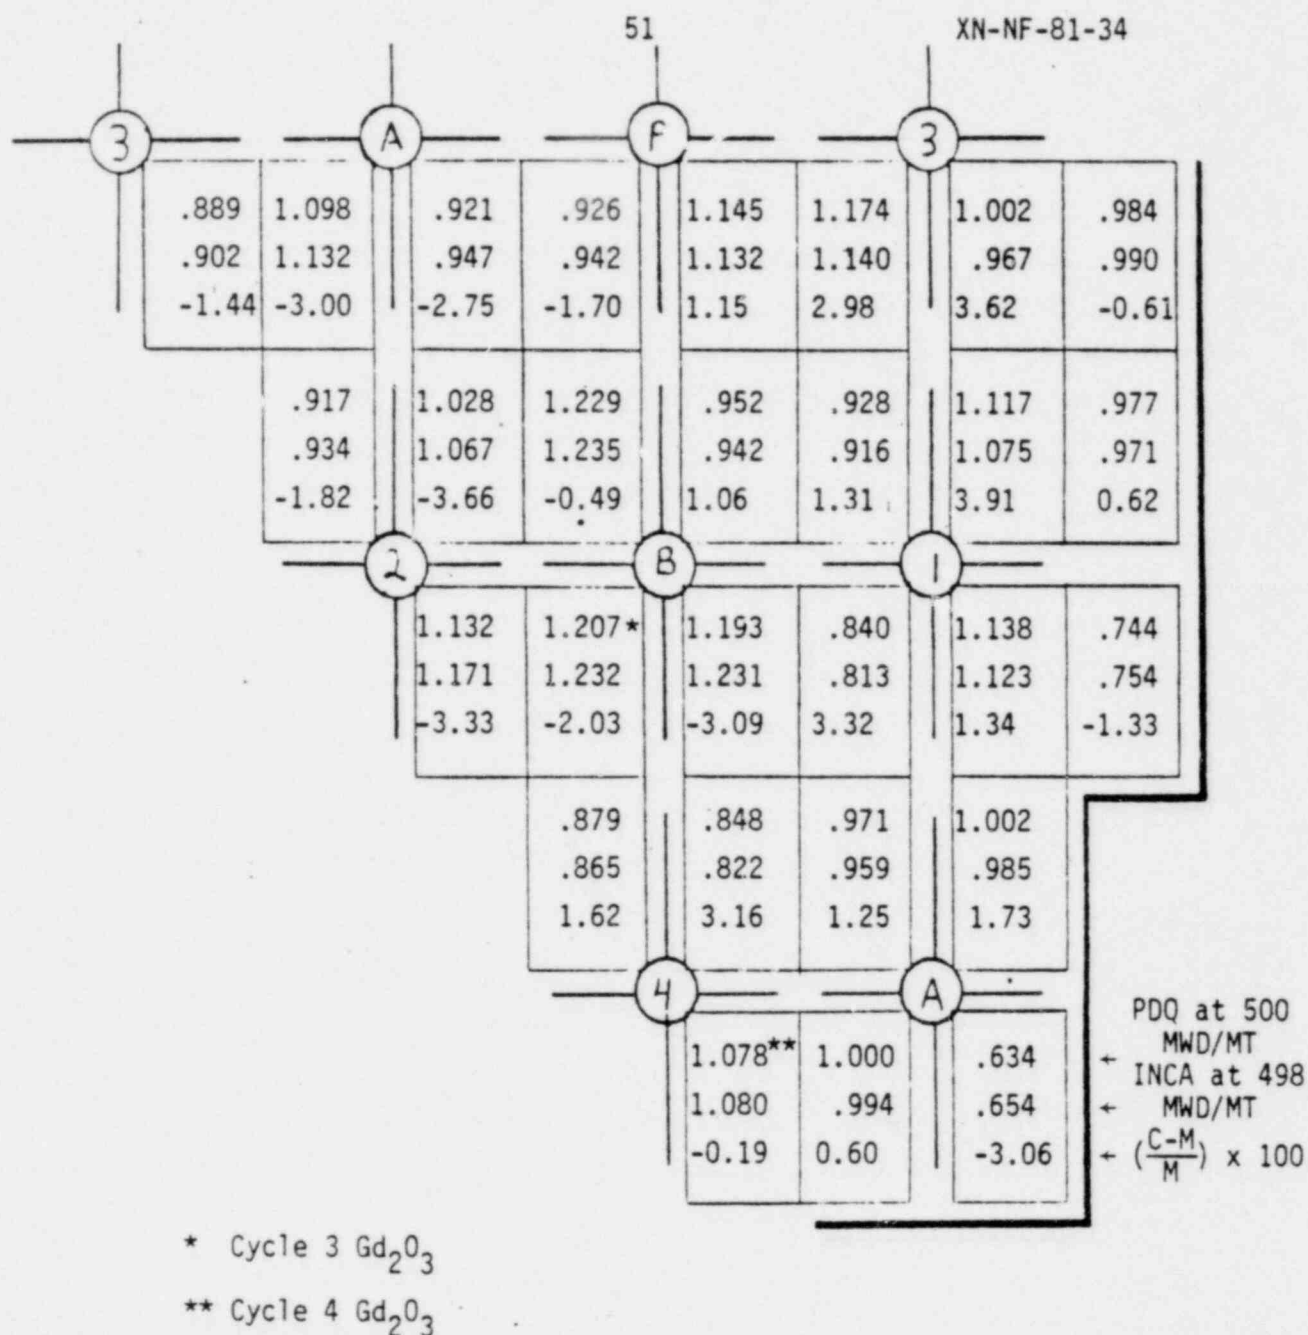 51 XN-NF-81-34
3 A F 3
.889 1.098 .921 .926 1.145 1.174 1.002 .984
.902 1.132 .947 .942 1.132 1.140 .967 .990
-1.44 -3.00 -2.75 -1.70 1.15 2.98 3.62 -0.61
.917 1.028 1.229 .952 .928 1.117 .977
.934 1.067 1.235 .942 .916 1.075 .971
-1.82 -3.66 -0.49 1.06 1.31 3.91 0.62
2 B 1
1.132 1.207* 1.193 .840 1.138 .744
1.171 1.232 1.231 .813 1.123 .754
-3.33 -2.03 -3.09 3.32 1.34 -1.33
.879 .848 .971 1.002
.865 .822 .959 .985
1.62 3.16 1.25 1.73
4 A
1.078** 1.000 .634 ← PDQ at 500 MWD/MT
1.080 .994 .654 ← INCA at 498 MWD/MT
-0.19 0.60 -3.06 ← (C-M/M) x 100
* Cycle 3 Gd2O3
** Cycle 4 Gd2O3